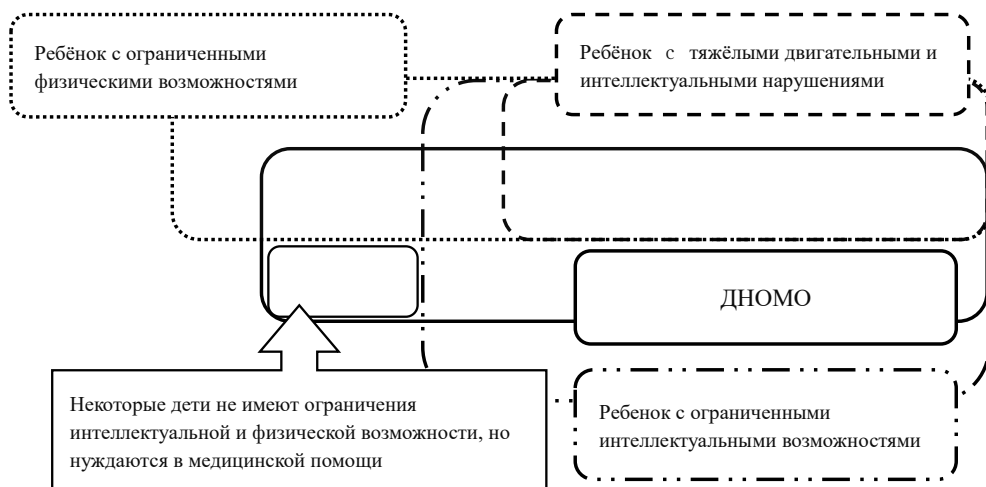 Ребёнок с ограниченными
физическими возможностями
Ребёнок с тяжёлыми двигательными и
интеллектуальными нарушениями
ДНОМО
Некоторые дети не имеют ограничения
интеллектуальной и физической возможности, но
нуждаются в медицинской помощи
Ребенок с ограниченными
интеллектуальными возможностями